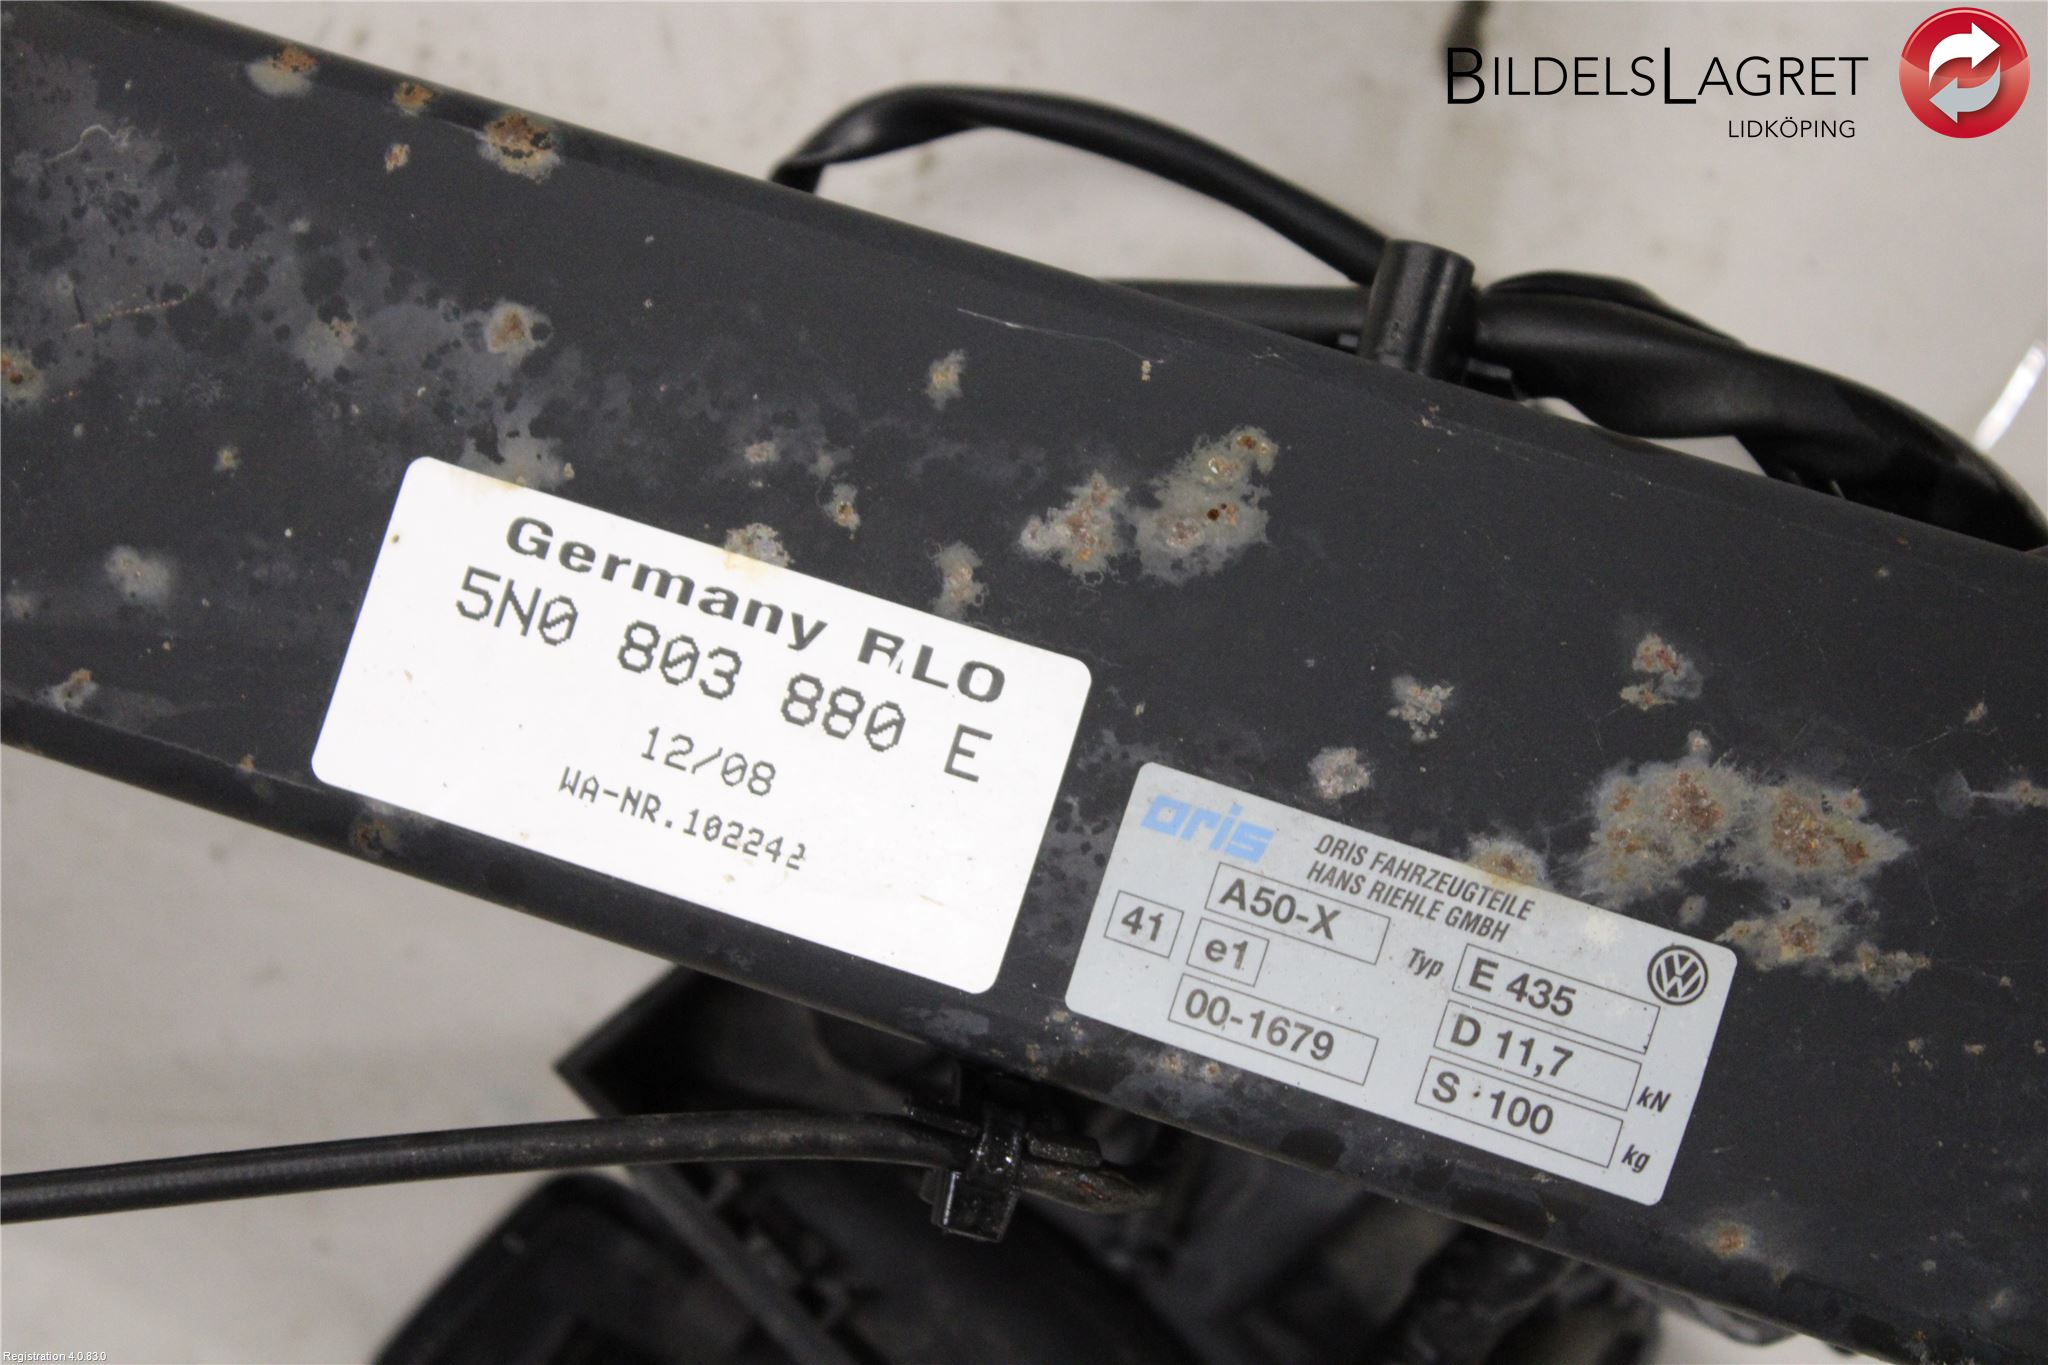 BILDELSLAGRET
LIDKÖPING
Germany RLO
5N0 803 880 E
12/08
WA-NR.102242
oris
ORIS FAHRZEUGTEILE
HANS RIEHLE GMBH
41
A50-X
e1
00-1679
Typ E 435
D 11,7 kN
S 100 kg
Registration 4.0.83.0